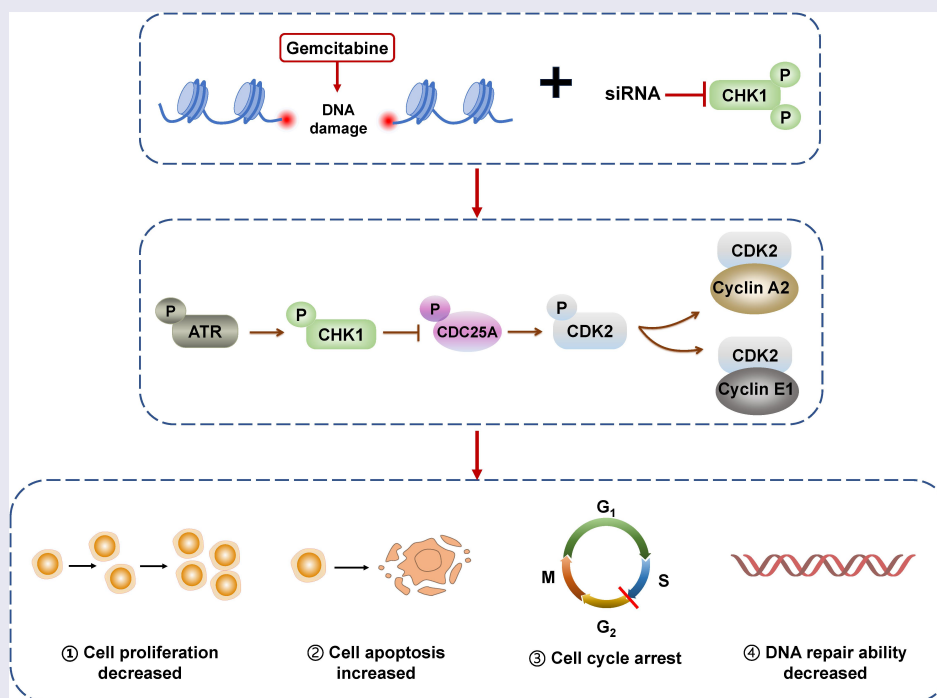 Gemcitabine
DNA
damage
+
siRNA
CHK1
P
P
P
ATR
P
CHK1
P
CDC25A
P
CDK2
CDK2
Cyclin A2
CDK2
Cyclin E1
① Cell proliferation
decreased
② Cell apoptosis
increased
G₁
S
G₂
M
③ Cell cycle arrest
④ DNA repair ability
decreased